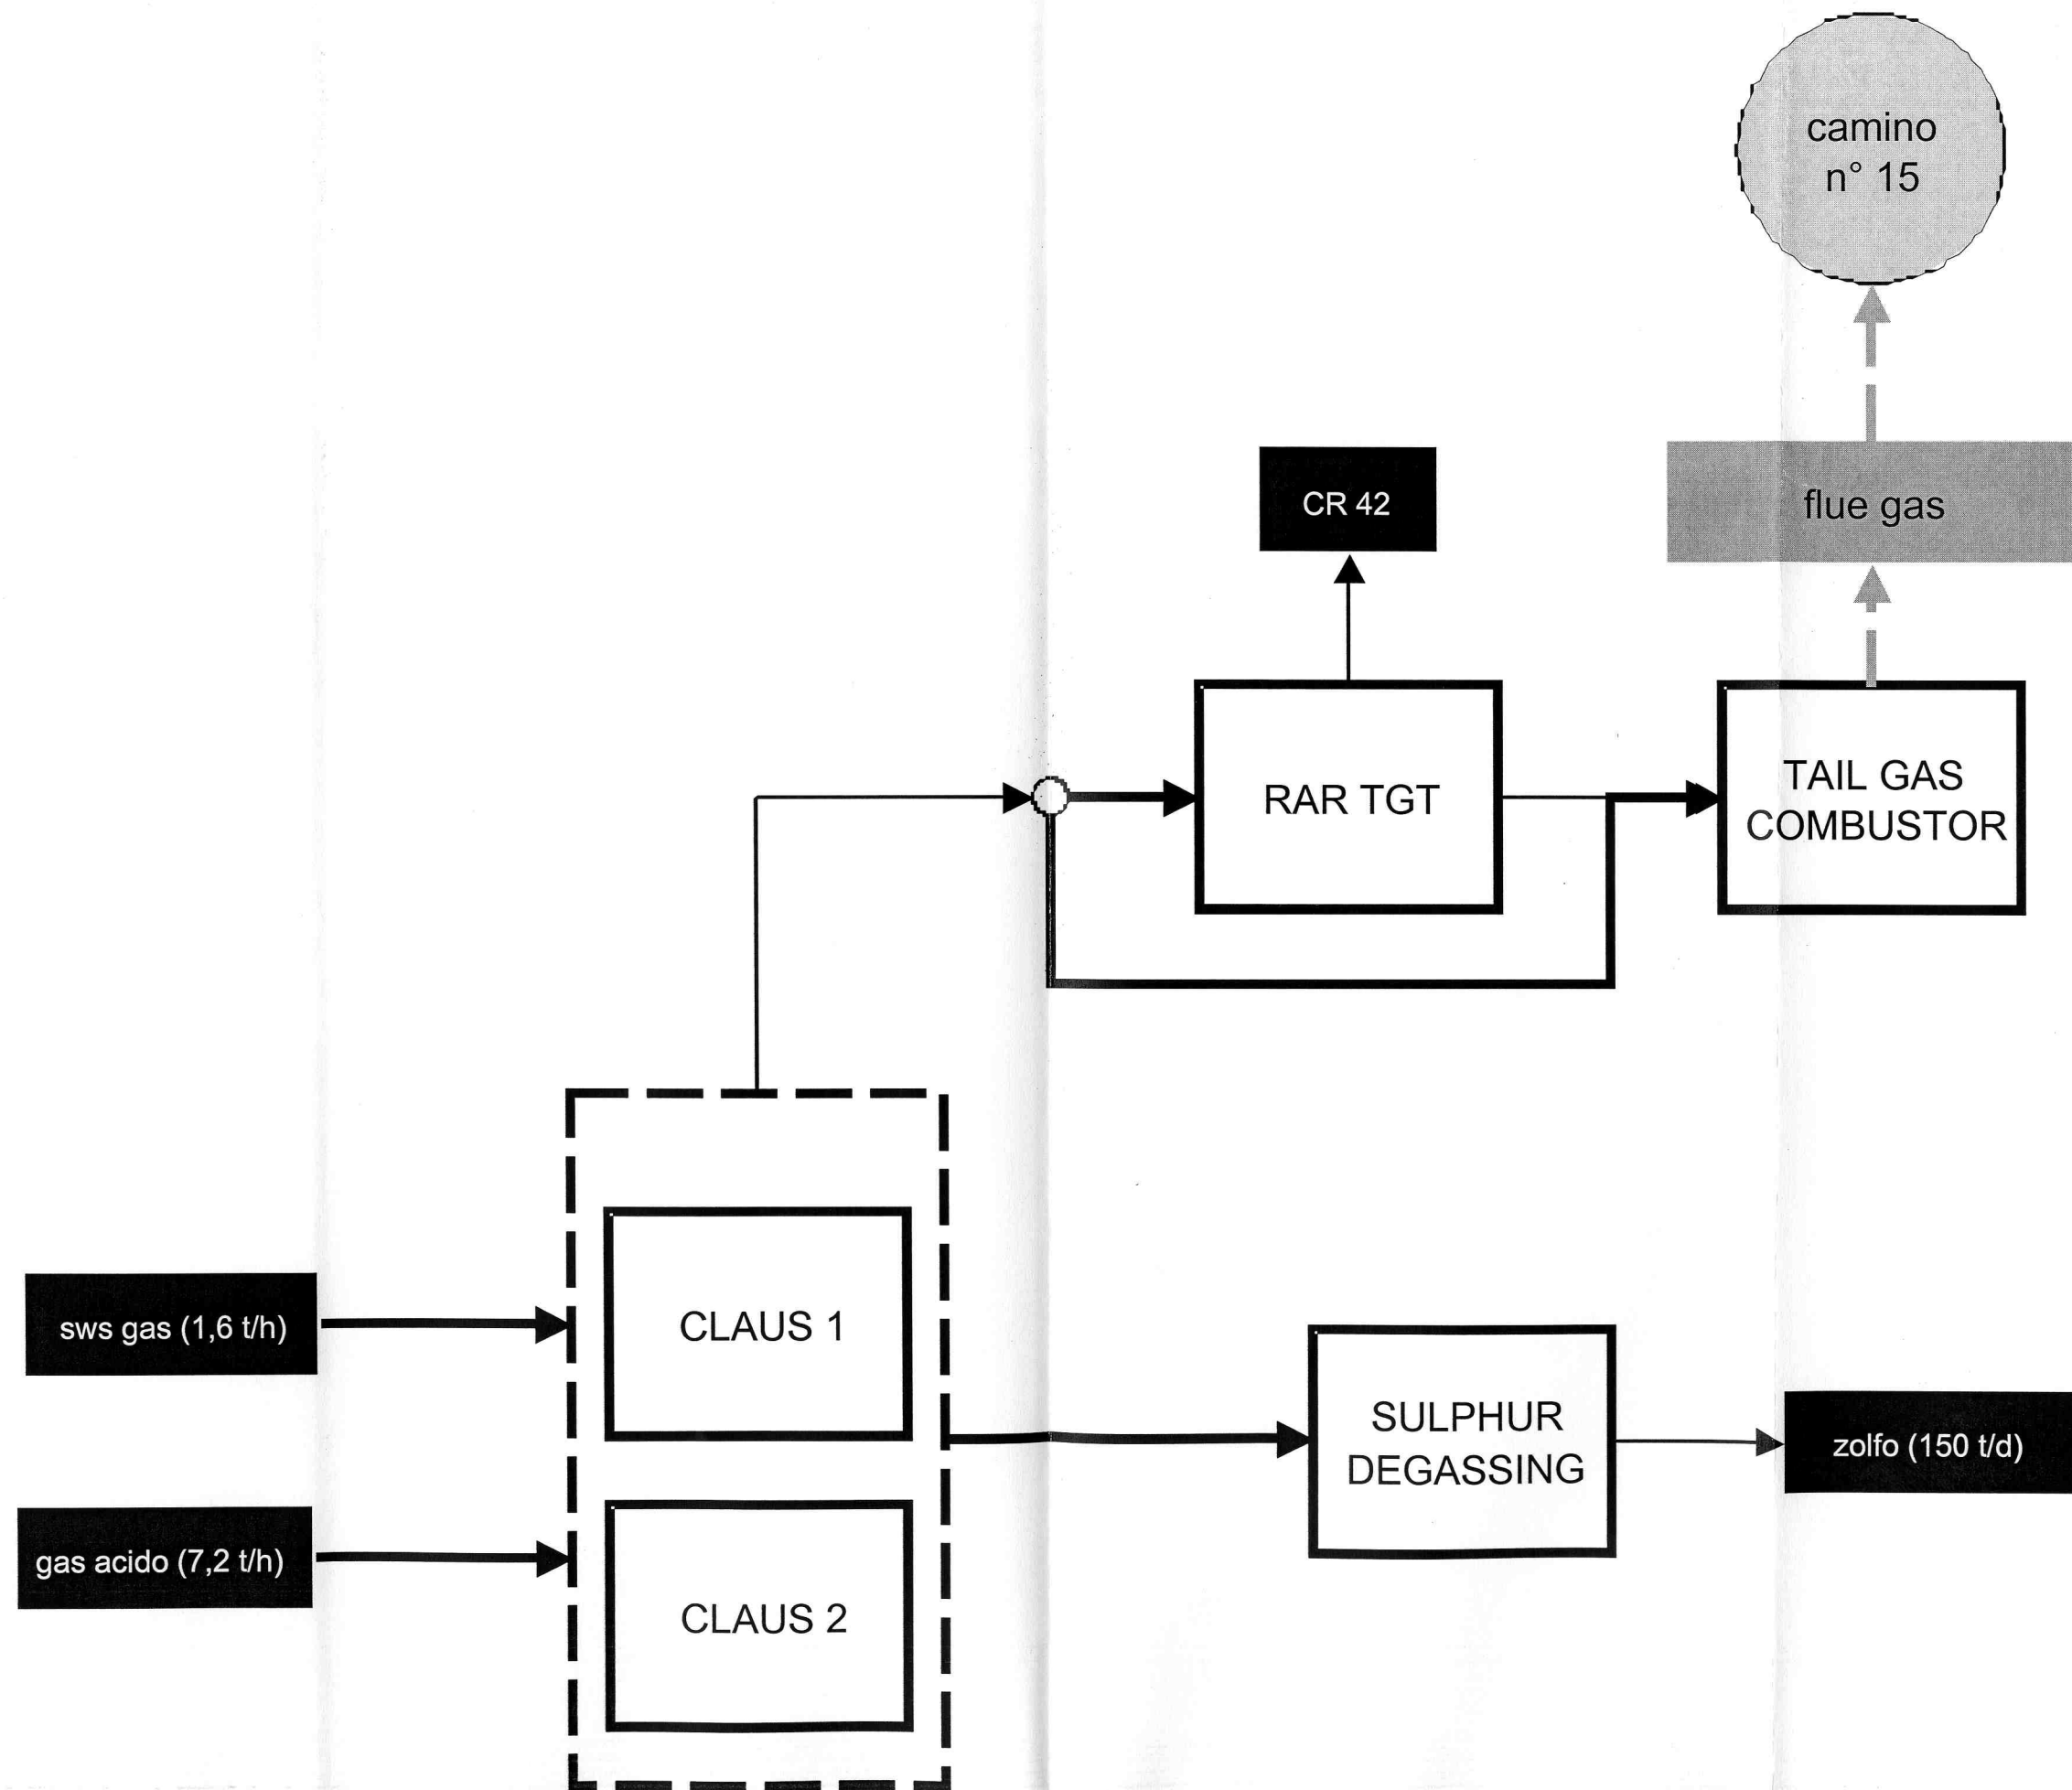 camino
n° 15
CR 42
flue gas
RAR TGT
TAIL GAS
COMBUSTOR
sws gas (1,6 t/h)
CLAUS 1
SULPHUR
DEGASSING
zolfo (150 t/d)
gas acido (7,2 t/h)
CLAUS 2